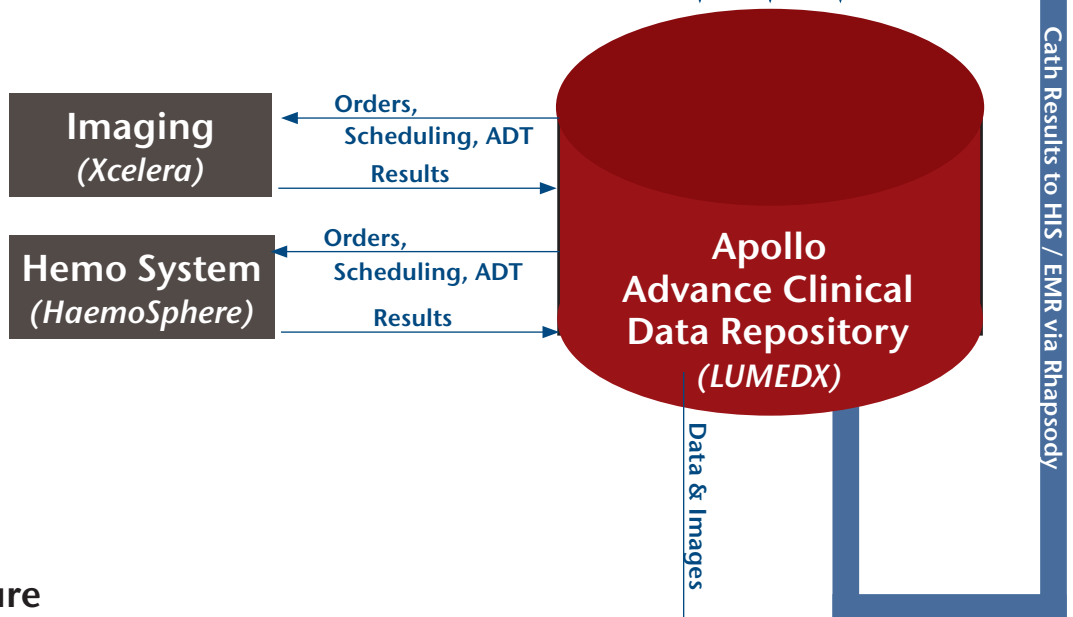 Imaging
(Xcelera)
Orders,
Scheduling, ADT
Results
Hemo System
(HaemoSphere)
Orders,
Scheduling, ADT
Results
Apollo
Advance Clinical
Data Repository
(LUMEDX)
Data & Images
Cath Results to HIS / EMR via Rhapsody
ure